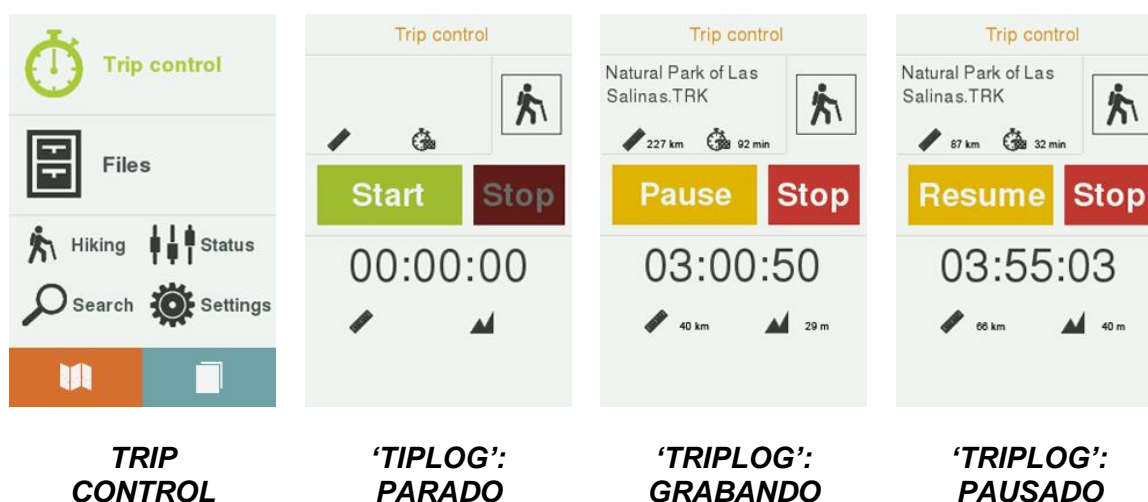 Trip control
Files
Hiking
Status
Search
Settings
TRIP
CONTROL
Trip control
Start
Stop
00:00:00
‘TIPLOG’:
PARADO
Trip control
Natural Park of Las
Salinas.TRK
227 km
92 min
Pause
Stop
03:00:50
40 km
29 m
‘TRIPLOG’:
GRABANDO
Trip control
Natural Park of Las
Salinas.TRK
87 km
32 min
Resume
Stop
03:55:03
66 km
40 m
‘TRIPLOG’:
PAUSADO